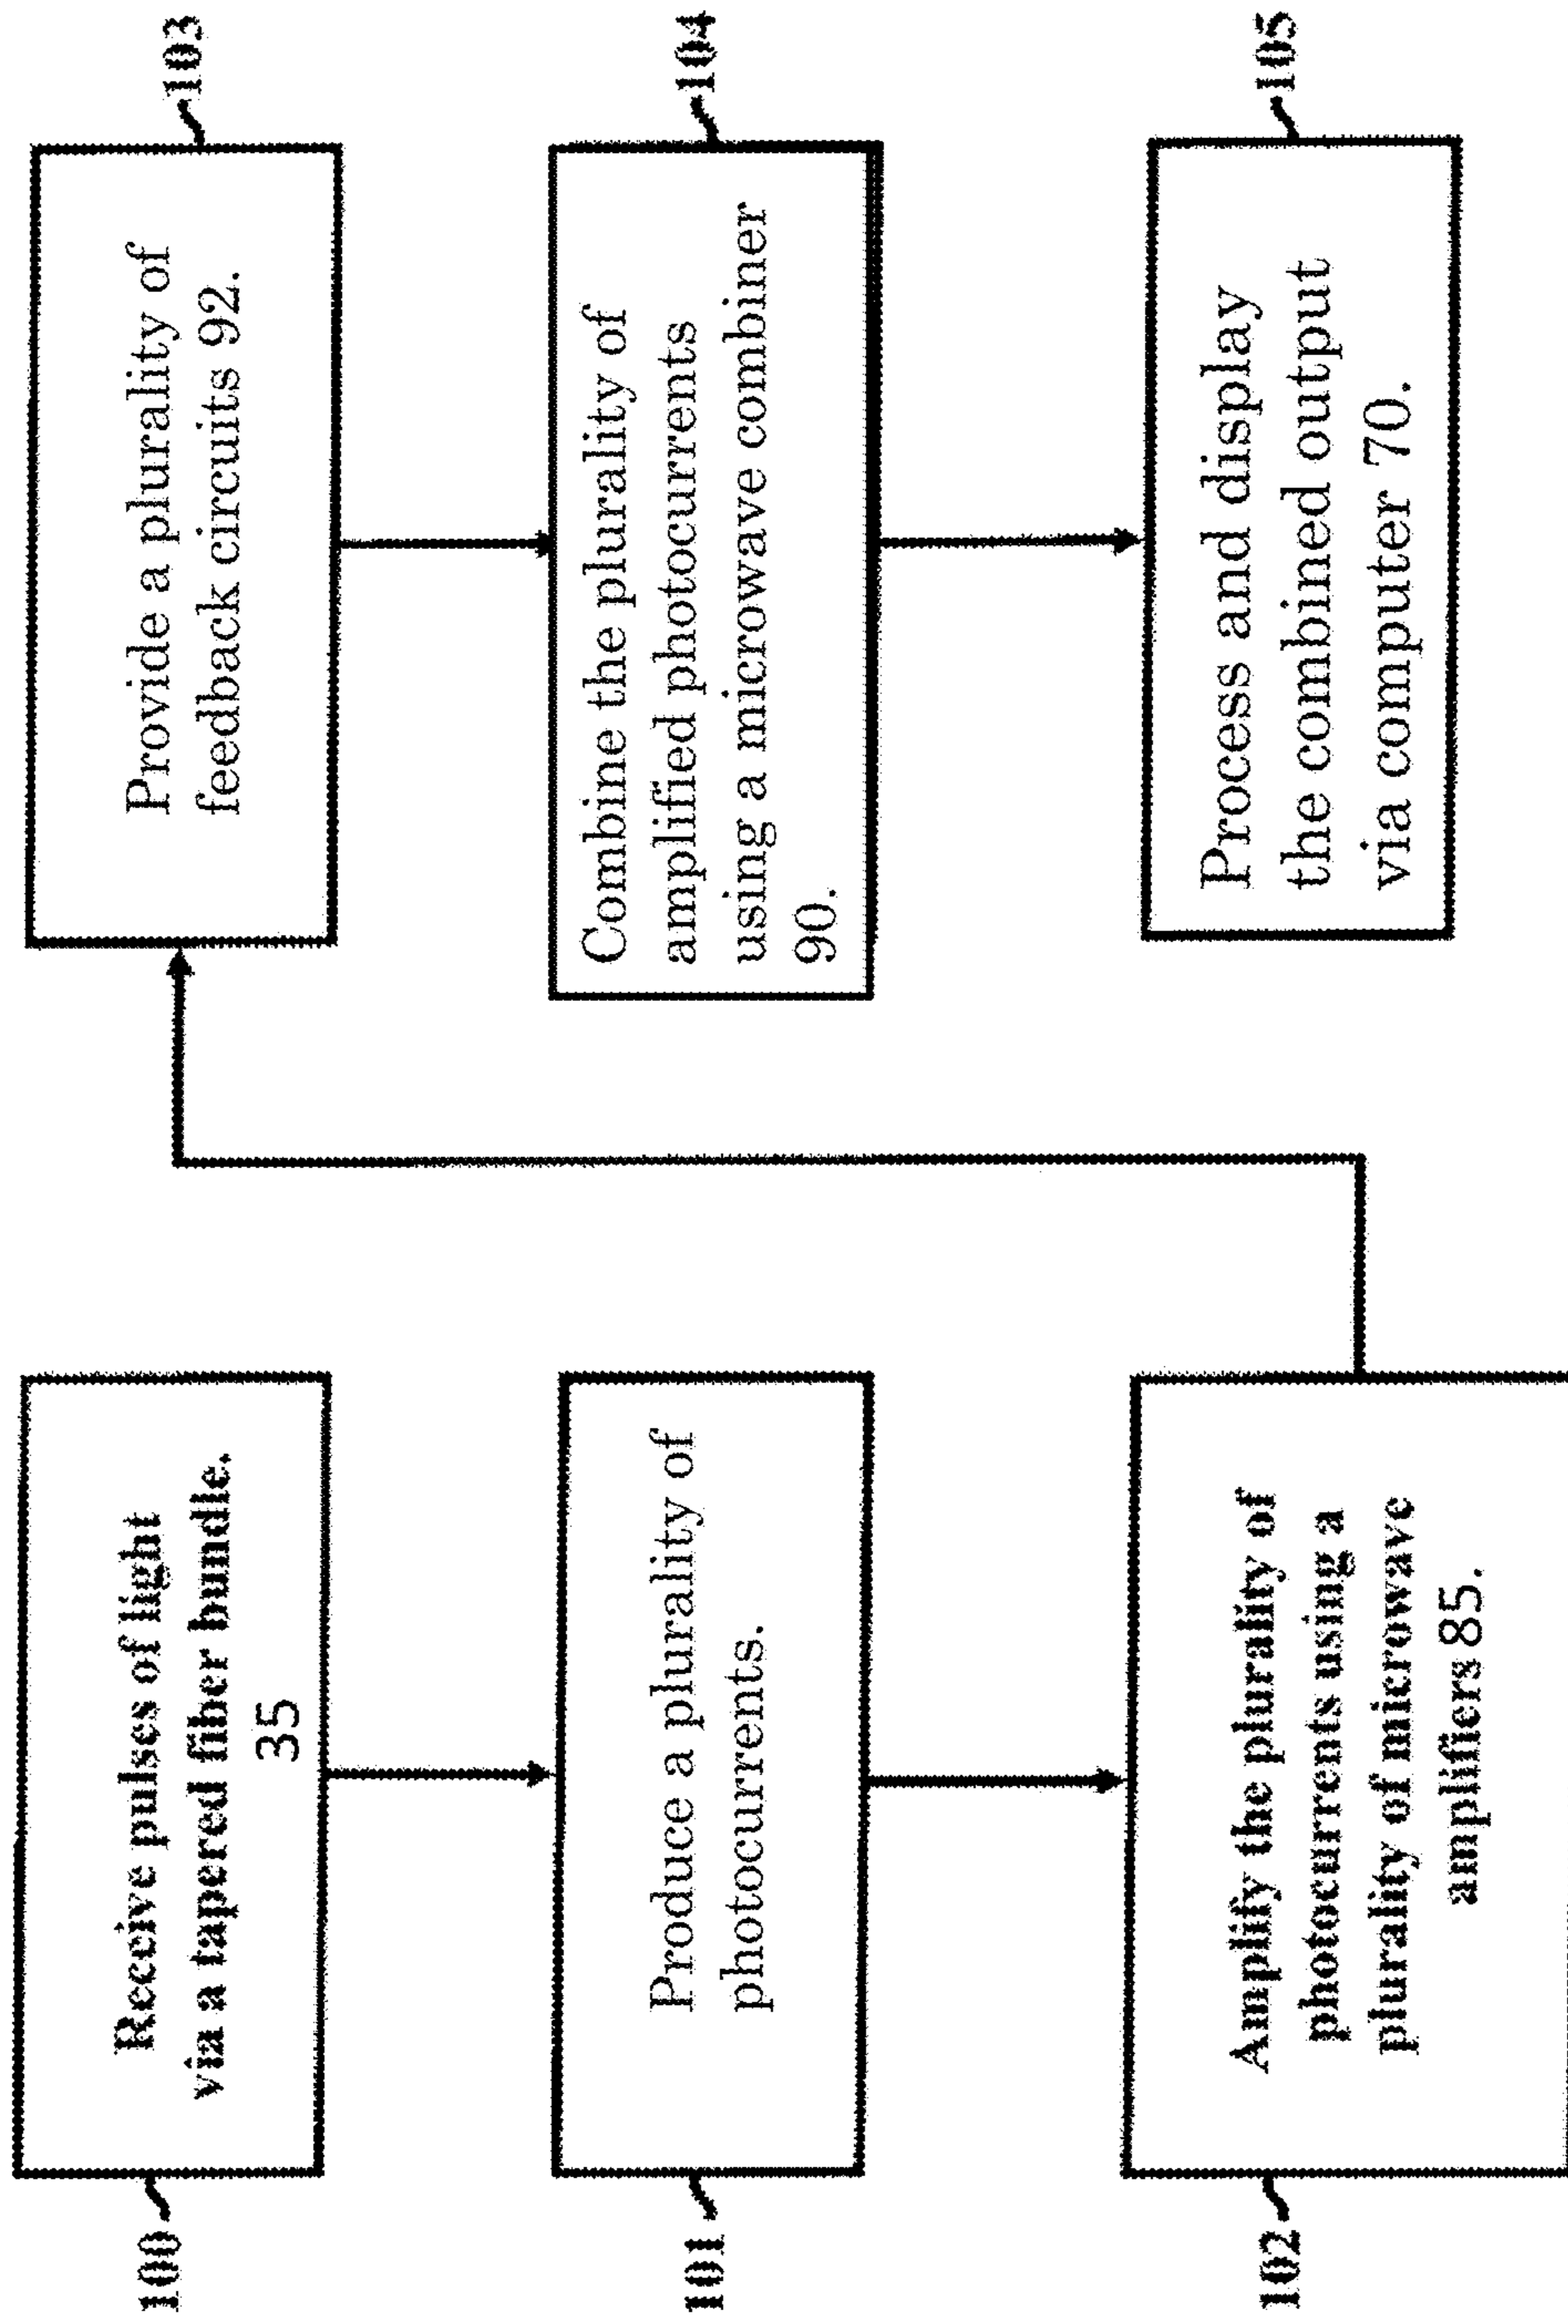 100
Receive pulses of light
via a tapered fiber bundle.
35
101
Produce a plurality of
photocurrents.
102
Amplify the plurality of
photocurrents using a
plurality of microwave
amplifiers 85.
103
Provide a plurality of
feedback circuits 92.
104
Combine the plurality of
amplified photocurrents
using a microwave combiner
90.
105
Process and display
the combined output
via computer 70.